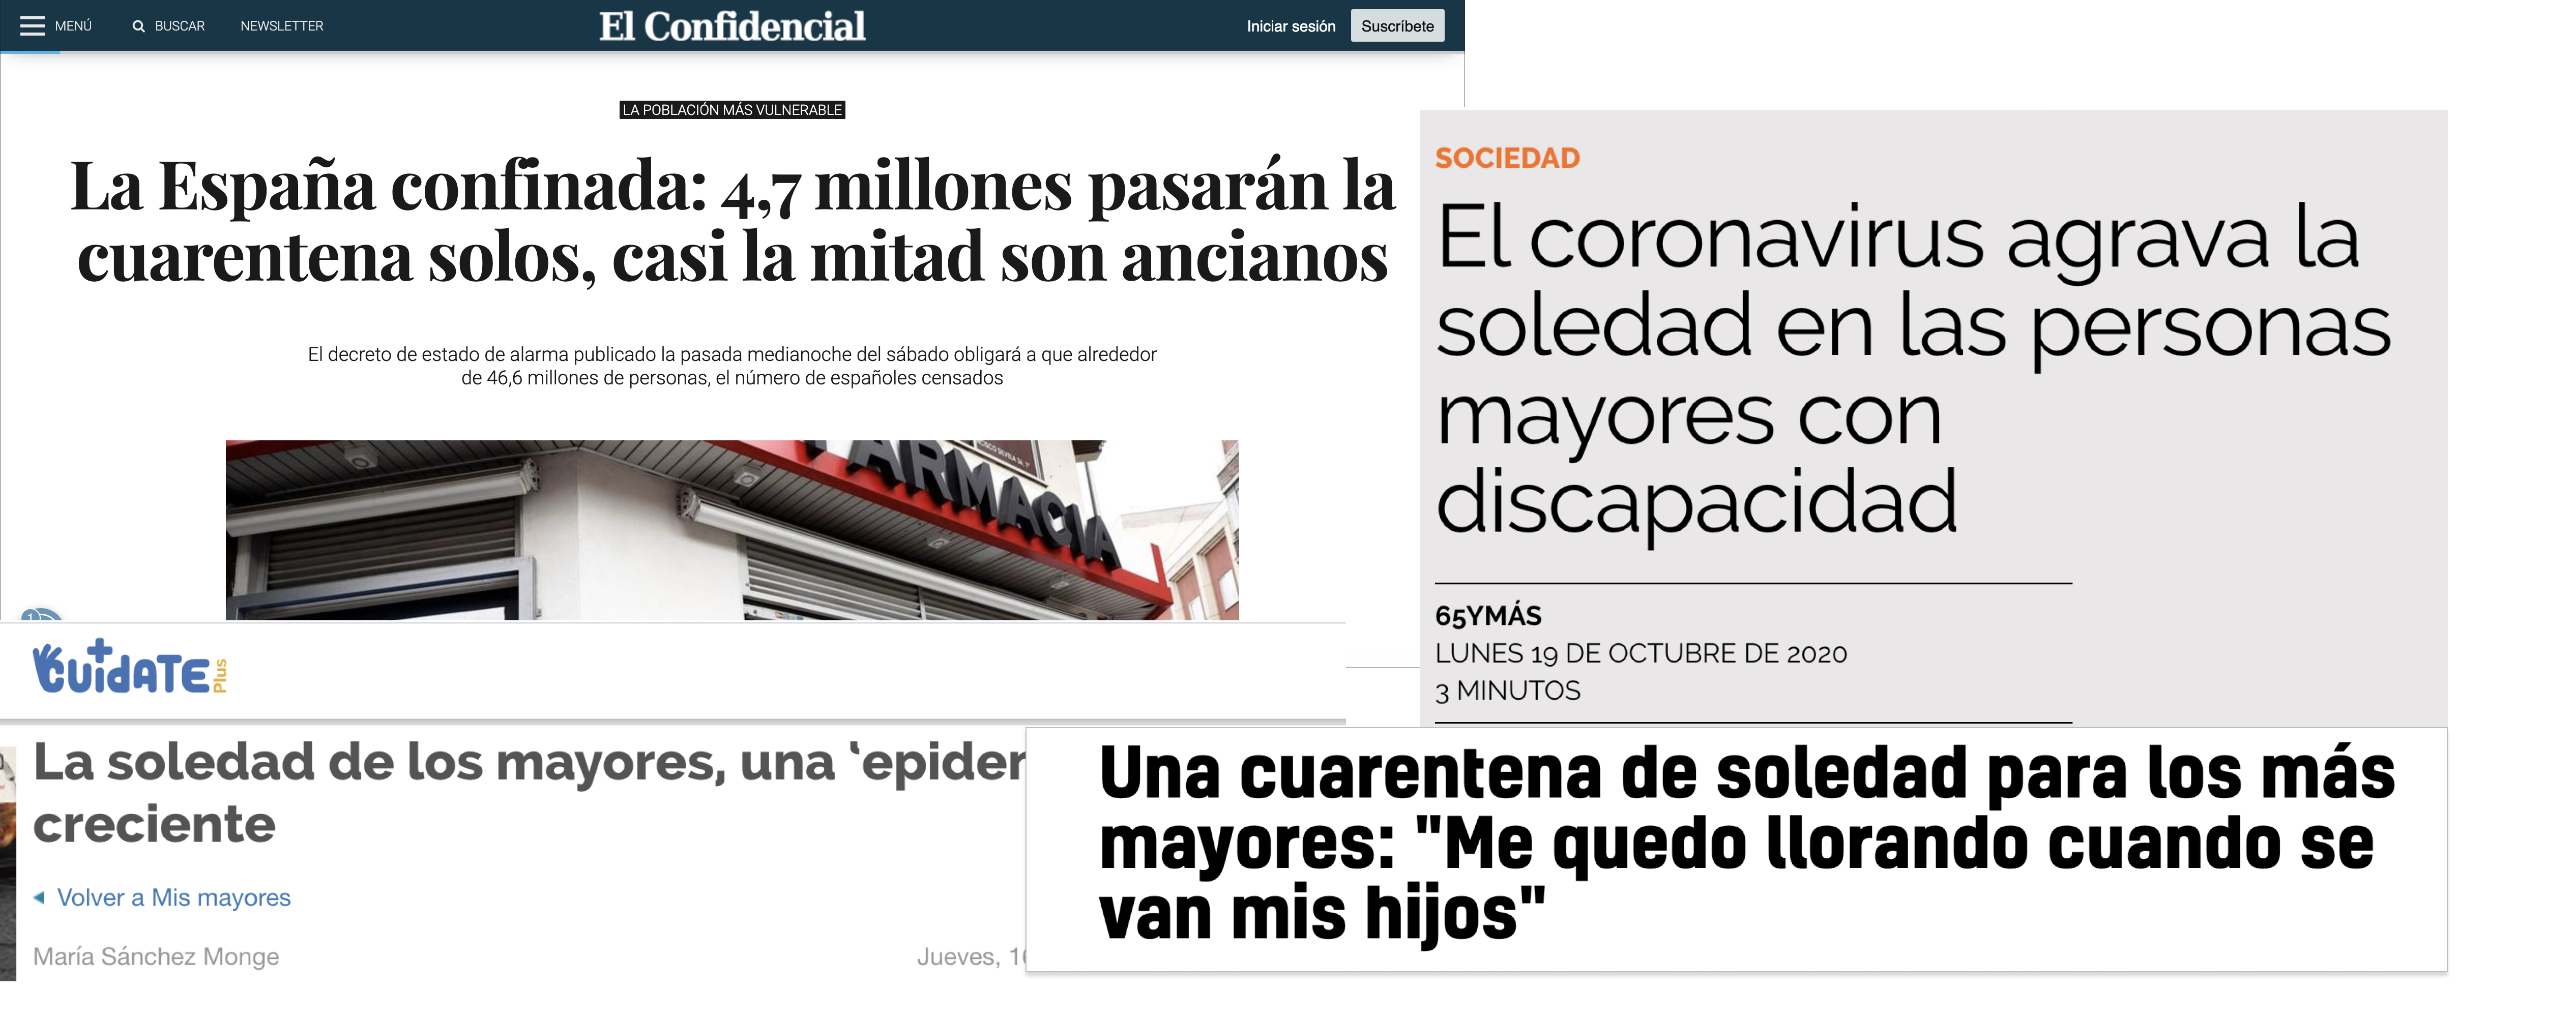 MENÚ
BUSCAR
NEWSLETTER
El Confidencial
Iniciar sesión
Suscríbete
LA POBLACIÓN MÁS VULNERABLE
La España confinada: 4,7 millones pasarán la
cuarentena solos, casi la mitad son ancianos
El decreto de estado de alarma publicado la pasada medianoche del sábado obligará a que alrededor
de 46,6 millones de personas, el número de españoles censados
FARMACIA
SOCIEDAD
El coronavirus agrava la
soledad en las personas
mayores con
discapacidad
65YMÁS
LUNES 19 DE OCTUBRE DE 2020
3 MINUTOS
CUidATE Plus
La soledad de los mayores, una ‘epider
creciente
Volver a Mis mayores
María Sánchez Monge
Jueves, 16
Una cuarentena de soledad para los más
mayores: "Me quedo llorando cuando se
van mis hijos"